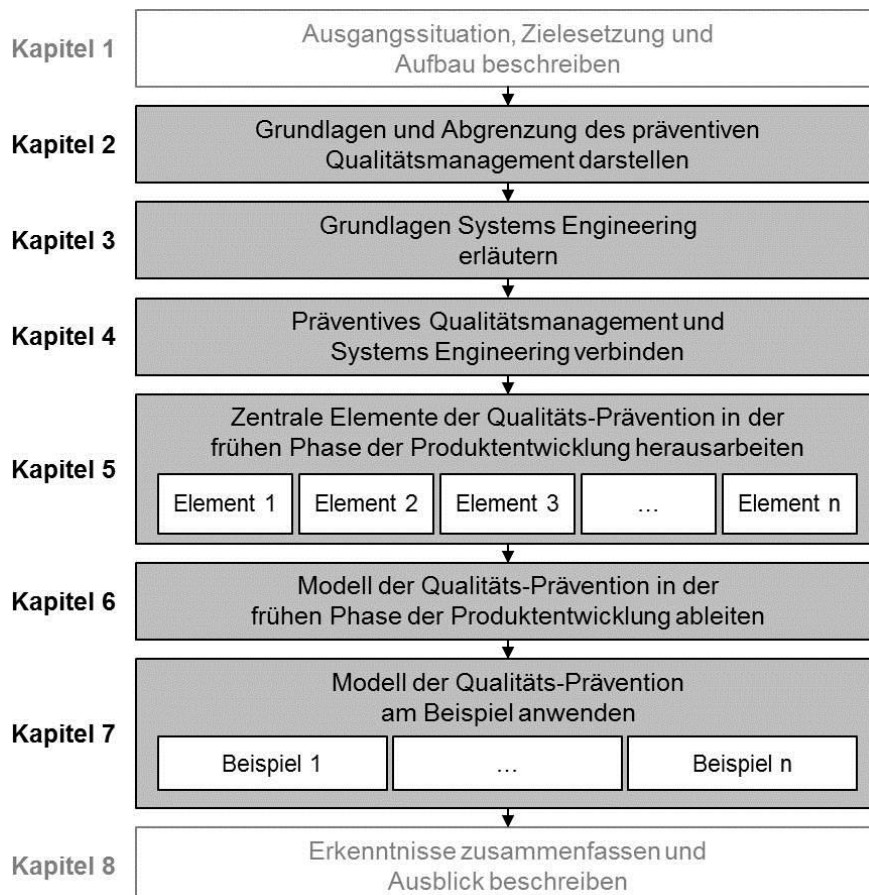 Kapitel 1
Ausgangssituation, Zielesetzung und
Aufbau beschreiben
Kapitel 2
Grundlagen und Abgrenzung des präventiven
Qualitätsmanagement darstellen
Kapitel 3
Grundlagen Systems Engineering
erläutern
Kapitel 4
Präventives Qualitätsmanagement und
Systems Engineering verbinden
Kapitel 5
Zentrale Elemente der Qualitäts-Prävention in der
frühen Phase der Produktentwicklung herausarbeiten
Element 1
Element 2
Element 3
…
Element n
Kapitel 6
Modell der Qualitäts-Prävention in der
frühen Phase der Produktentwicklung ableiten
Kapitel 7
Modell der Qualitäts-Prävention
am Beispiel anwenden
Beispiel 1
…
Beispiel n
Kapitel 8
Erkenntnisse zusammenfassen und
Ausblick beschreiben